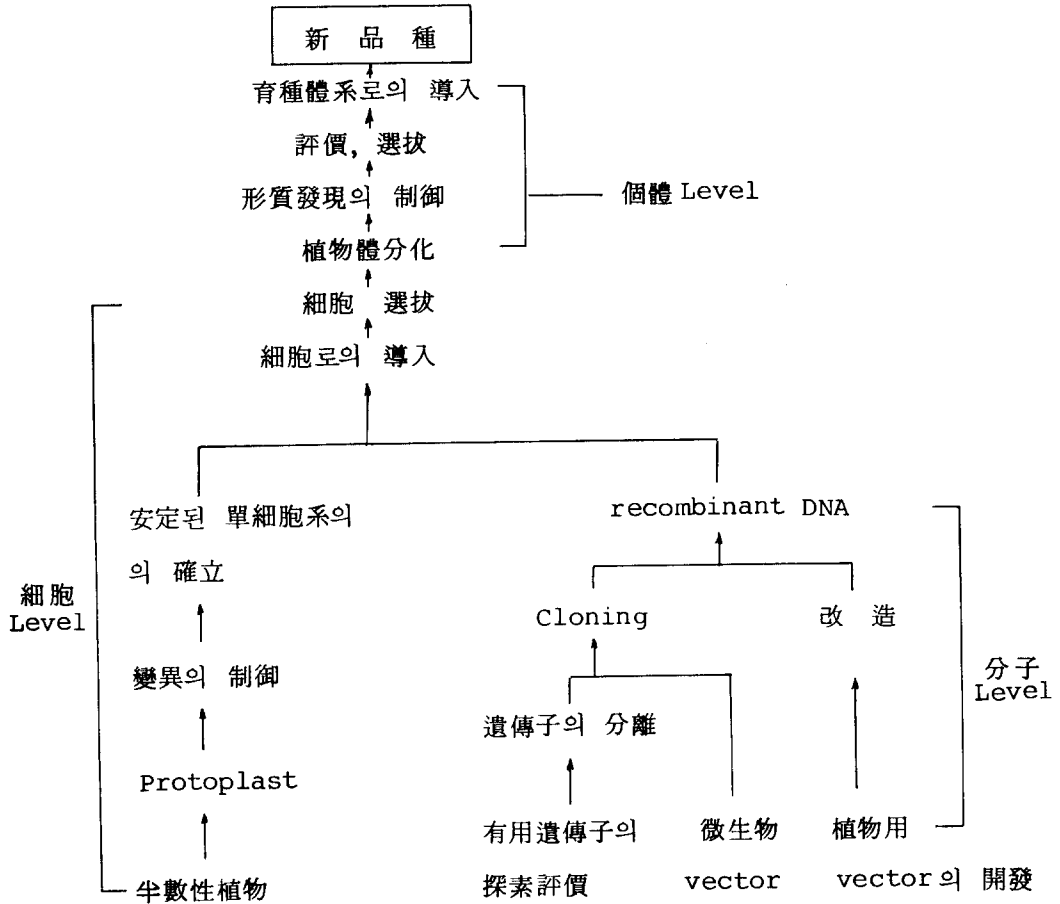 新 品 種
育種體系로의 導入
評價, 選拔
形質發現의 制御
個體 Level
植物體分化
細胞 選拔
細胞로의 導入
安定된 單細胞系의
의 確立
recombinant DNA
細胞
Level
Cloning
改 造
變異의 制御
分子
Level
遺傳子의 分離
Protoplast
有用遺傳子의
探素評價
微生物
vector
植物用
vector의 開發
半數性植物